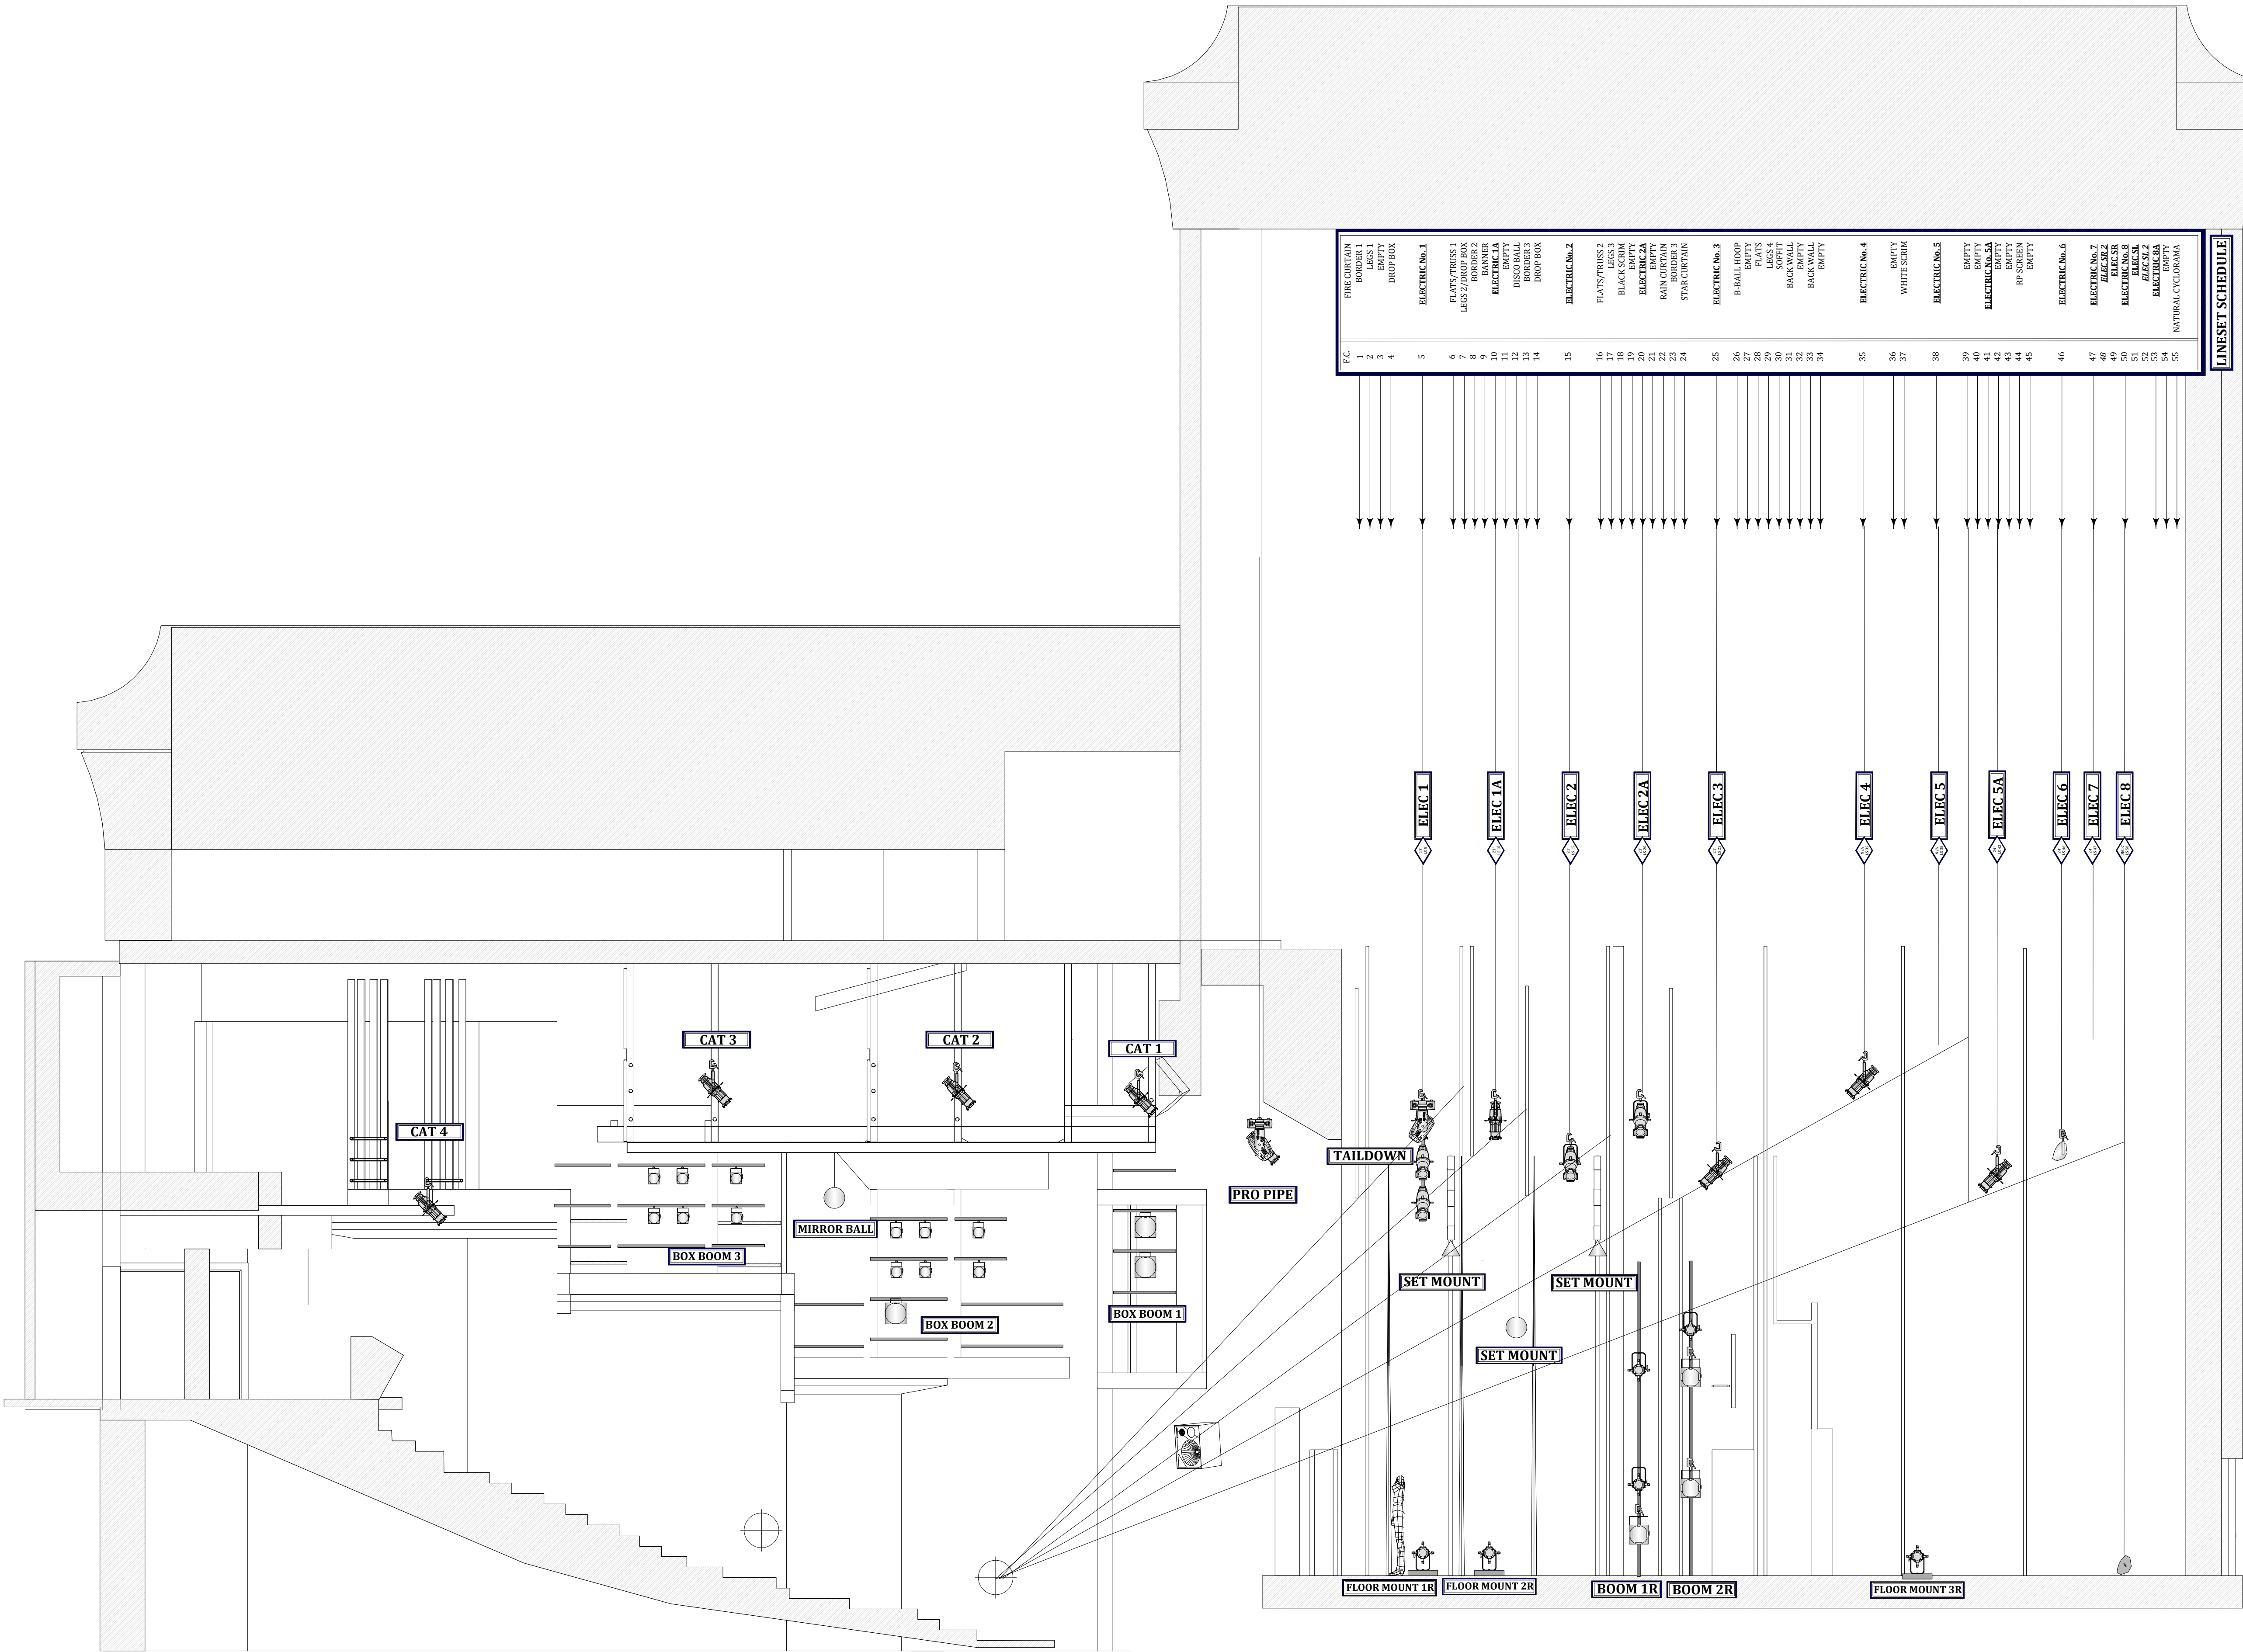 LINESET SCHEDULE
F.C. FIRE CURTAIN
1 BORDER 1
2 LEGS 1
3 EMPTY
4 DROP BOX
5 ELECTRIC No. 1
6 FLATS/TRUSS 1
7 LEGS 2/DROP BOX
8 BORDER 2
9 BANNER
10 ELECTRIC 1A
11 EMPTY
12 DISCO BALL
13 BORDER 3
14 DROP BOX
15 ELECTRIC No. 2
16 FLATS/TRUSS 2
17 LEGS 3
18 BLACK SCRIM
19 EMPTY
20 ELECTRIC 2A
21 EMPTY
22 RAIN CURTAIN
23 BORDER 3
24 STAR CURTAIN
25 ELECTRIC No. 3
26 B-BALL HOOP
27 EMPTY
28 FLATS
29 LEGS 4
30 SOFFIT
31 BACK WALL
32 EMPTY
33 BACK WALL
34 EMPTY
35 ELECTRIC No. 4
36 EMPTY
37 WHITE SCRIM
38 ELECTRIC No. 5
39 EMPTY
40 EMPTY
41 ELECTRIC No. 5A
42 EMPTY
43 EMPTY
44 RP SCREEN
45 EMPTY
46 ELECTRIC No. 6
47 ELECTRIC No. 7
48 ELEC SR 2
49 ELEC SR
50 ELECTRIC No. 8
51 ELEC SL
52 ELEC SL 2
53 ELECTRIC 8A
54 EMPTY
55 NATURAL CYCLORAMA
ELEC 1
ELEC 1A
ELEC 2
ELEC 2A
ELEC 3
ELEC 4
ELEC 5
ELEC 5A
ELEC 6
ELEC 7
ELEC 8
CAT 3
CAT 2
CAT 1
CAT 4
TAILDOWN
PRO PIPE
MIRROR BALL
BOX BOOM 3
SET MOUNT
SET MOUNT
BOX BOOM 1
BOX BOOM 2
SET MOUNT
FLOOR MOUNT 1R
FLOOR MOUNT 2R
BOOM 1R
BOOM 2R
FLOOR MOUNT 3R